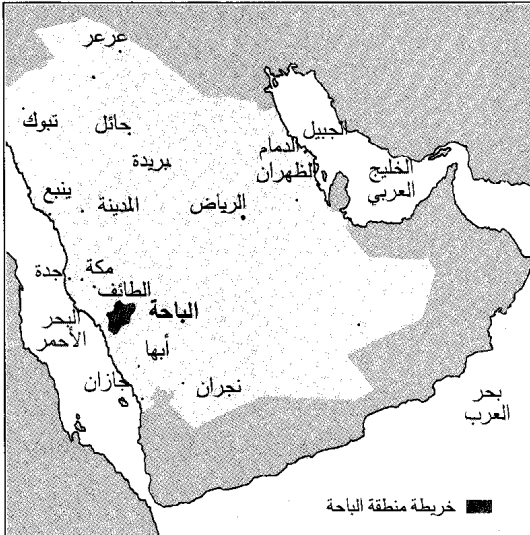 عرعر
تبوك
حائل
الجبيل
الدمام
الظهران
بريدة
الخليج
العربي
ينبع
المدينة
الرياض
مكة
جدة
الطائف
الباحة
البحر
الأحمر
أبها
جازان
نجران
بحر
العرب
خريطة منطقة الباحة